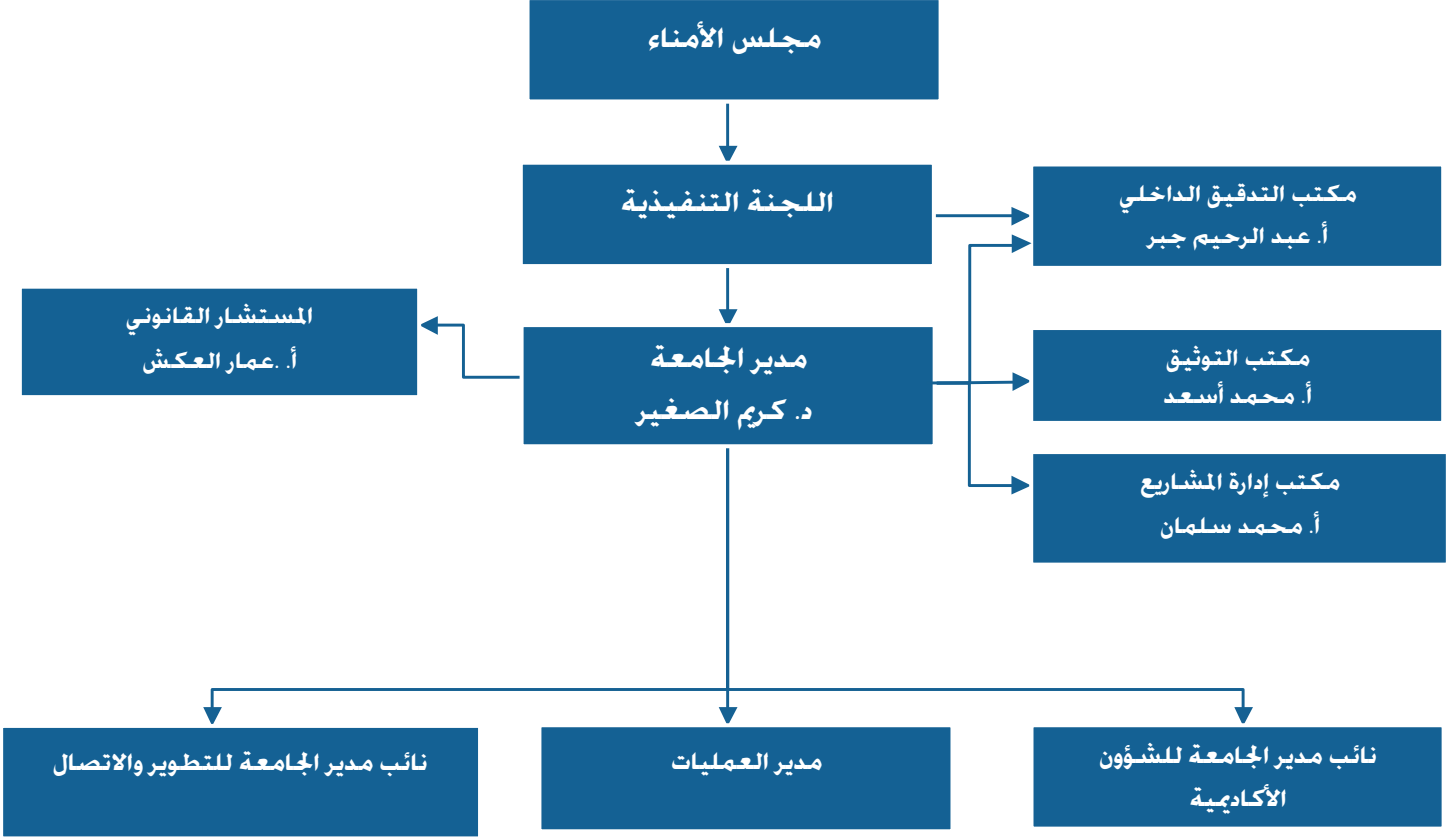 مجلس الأمناء
اللجنة التنفيذية
مكتب التدقيق الداخلي
أ. عبد الرحيم جبر
المستشار القانوني
أ. .عمار العكش
مدير الجامعة
د. كريم الصغير
مكتب التوثيق
أ. محمد أسعد
مكتب إدارة المشاريع
أ. محمد سلمان
نائب مدير الجامعة للشؤون
الأكاديمية
مدير العمليات
نائب مدير الجامعة للتطوير والاتصال